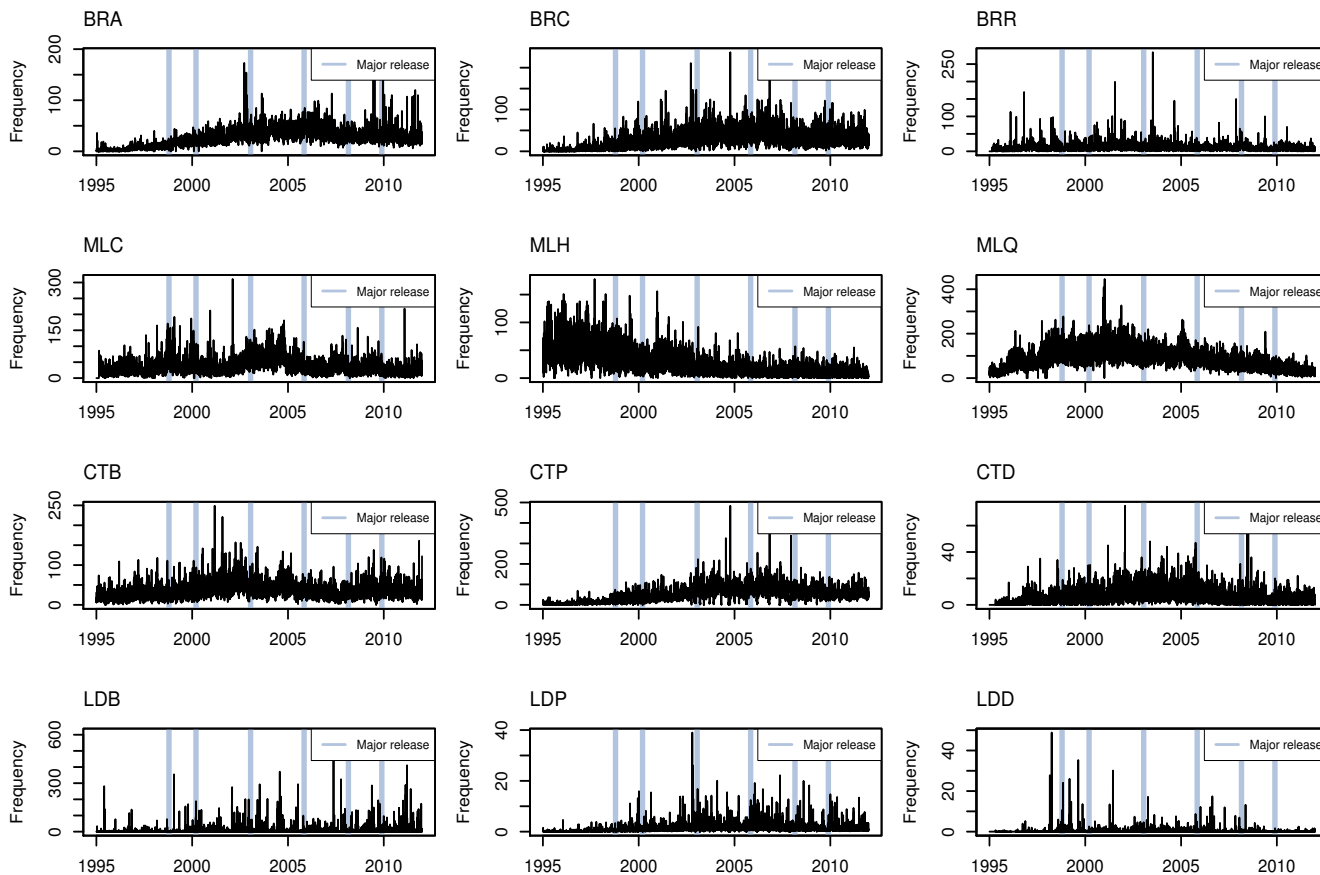 BRA BRC BRR
Frequency 0 100 200 Major release 1995 2000 2005 2010
Frequency 0 100 Major release 1995 2000 2005 2010
Frequency 0 100 250 Major release 1995 2000 2005 2010
MLC MLH MLQ
Frequency 0 150 300 Major release 1995 2000 2005 2010
Frequency 0 100 Major release 1995 2000 2005 2010
Frequency 0 200 400 Major release 1995 2000 2005 2010
CTB CTP CTD
Frequency 0 100 250 Major release 1995 2000 2005 2010
Frequency 0 200 500 Major release 1995 2000 2005 2010
Frequency 0 40 Major release 1995 2000 2005 2010
LDB LDP LDD
Frequency 0 300 600 Major release 1995 2000 2005 2010
Frequency 0 20 40 Major release 1995 2000 2005 2010
Frequency 0 20 40 Major release 1995 2000 2005 2010